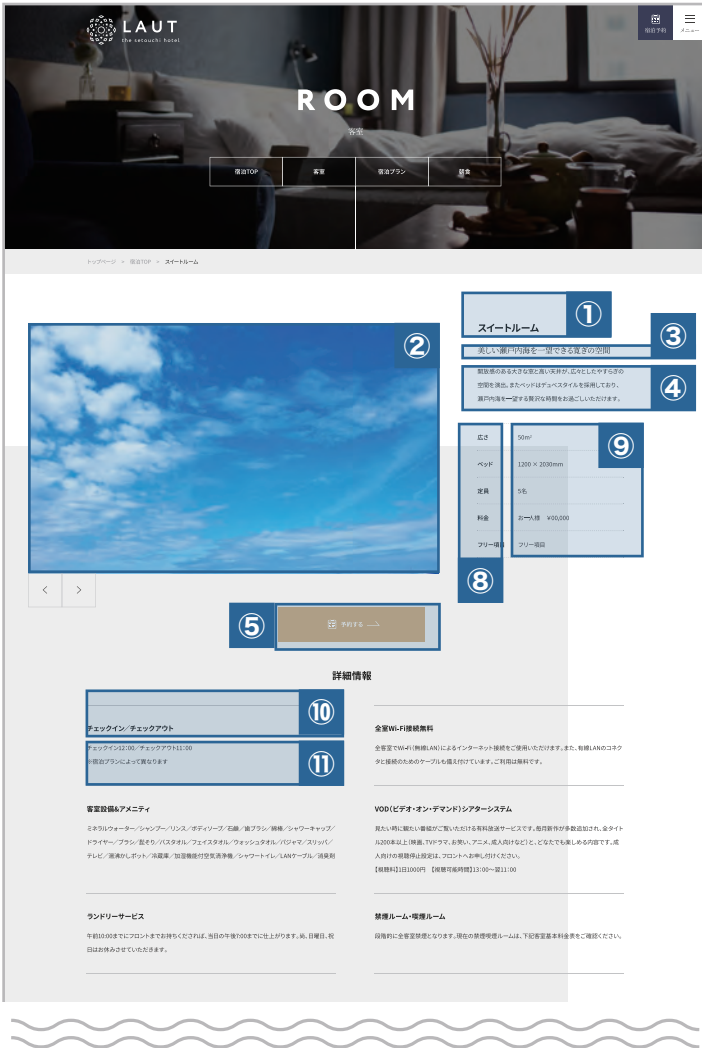 LAUT
the setouchi hotel
宿泊予約
メニュー
ROOM
客室
宿泊TOP
客室
宿泊プラン
朝食
トップページ > 宿泊TOP > スイートルーム
①
スイートルーム
②
③
美しい瀬戸内海を一望できる寛ぎの空間
④
開放感のある大きな窓と高い天井が、広々としたやすらぎの
空間を演出。またベッドはデュベスタイルを採用しており、
瀬戸内海を一望する贅沢な時間をお過ごしいただけます。
⑨
広さ 50m²
ベッド 1200 × 2030mm
定員 5名
料金 お一人様 ¥00,000
フリー項目 フリー項目
⑧
⑤
予約する
詳細情報
⑩
チェックイン／チェックアウト
⑪
チェックイン12:00／チェックアウト11:00
※宿泊プランによって異なります
全室Wi-Fi接続無料
全客室でWi-Fi（無線LAN）によるインターネット接続をご使用いただけます。また、有線LANのコネク
タと接続のためのケーブルも備え付けています。ご利用は無料です。
客室設備&アメニティ
ミネラルウォーター／シャンプー／リンス／ボディソープ／石鹸／歯ブラシ／綿棒／シャワーキャップ／
ドライヤー／ブラシ／髭そり／バスタオル／フェイスタオル／ウォッシュタオル／パジャマ／スリッパ／
テレビ／湯沸かしポット／冷蔵庫／加湿機能付空気清浄機／シャワートイレ／LANケーブル／消臭剤
VOD（ビデオ・オン・デマンド）シアターシステム
見たい時に観たい番組がご覧いただける有料放送サービスです。毎月新作が多数追加され、全タイト
ル200本以上（映画、TVドラマ、お笑い、アニメ、成人向けなど）と、どなたでも楽しめる内容です。成
人向けの視聴停止設定は、フロントへお申し付けください。
【視聴料】1日1000円 【視聴可能時間】13:00〜翌11:00
ランドリーサービス
午前10:00までにフロントまでお持ちくだされば、当日の午後7:00までに仕上がります。尚、日曜日、祝
日はお休みさせていただきます。
禁煙ルーム・喫煙ルーム
段階的に全客室禁煙となります。現在の禁煙喫煙ルームは、下記客室基本料金表をご確認ください。